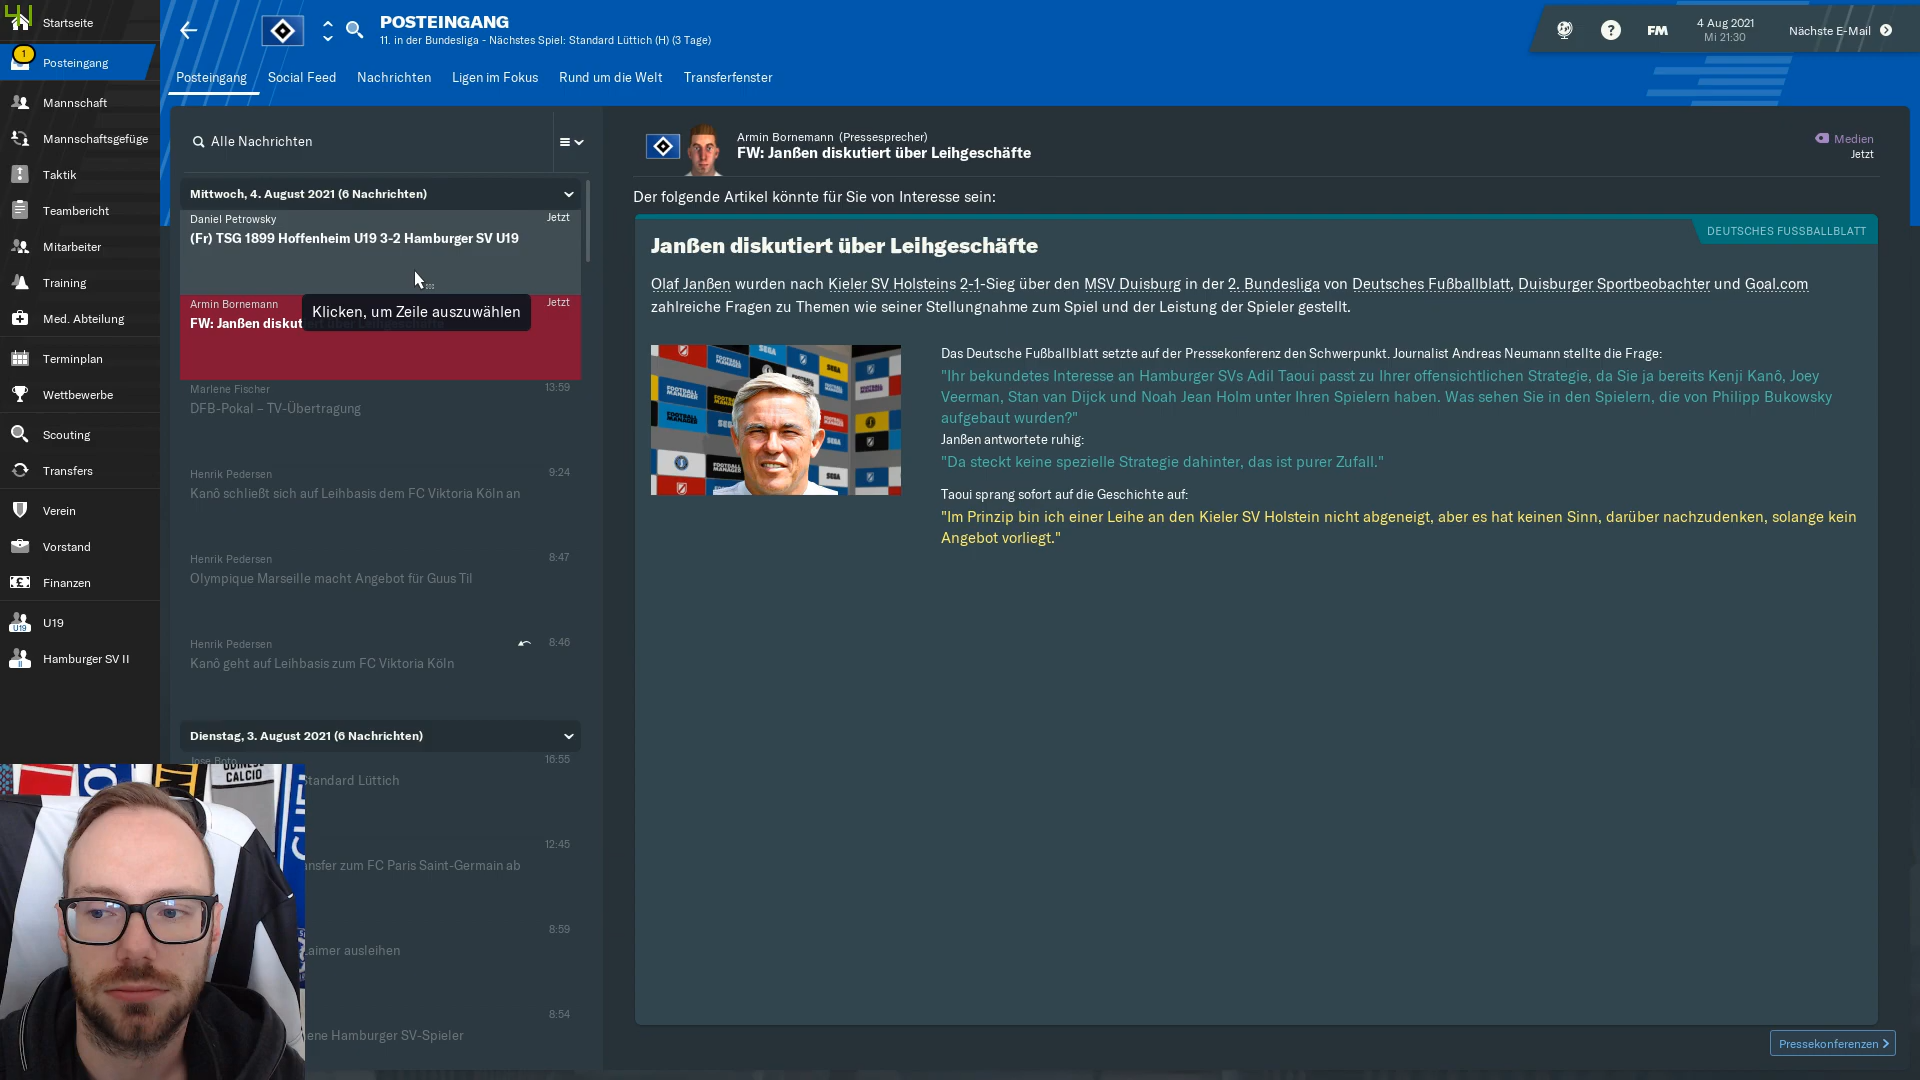 Startseite
1
Posteingang
Mannschaft
Mannschaftsgefüge
Taktik
Teambericht
Mitarbeiter
Training
Med. Abteilung
Terminplan
Wettbewerbe
Scouting
Transfers
Verein
Vorstand
Finanzen
U19
U19
II
Hamburger SV II
POSTEINGANG
11. in der Bundesliga - Nächstes Spiel: Standard Lüttich (H) (3 Tage)
?
FM
4 Aug 2021
Mi 21:30
Nächste E-Mail
Posteingang
Social Feed
Nachrichten
Ligen im Fokus
Rund um die Welt
Transferfenster
Alle Nachrichten
Mittwoch, 4. August 2021 (6 Nachrichten)
Daniel Petrowsky
Jetzt
(Fr) TSG 1899 Hoffenheim U19 3-2 Hamburger SV U19
Armin Bornemann
Jetzt
FW: Janßen diskutiert über Leihgeschäfte
Klicken, um Zeile auszuwählen
Marlene Fischer
13:59
DFB-Pokal – TV-Übertragung
Henrik Pedersen
9:24
Kanō schließt sich auf Leihbasis dem FC Viktoria Köln an
Henrik Pedersen
8:47
Olympique Marseille macht Angebot für Guus Til
Henrik Pedersen
8:46
Kanō geht auf Leihbasis zum FC Viktoria Köln
Dienstag, 3. August 2021 (6 Nachrichten)
Jose Boto
16:55
Standard Lüttich
12:45
ansfer zum FC Paris Saint-Germain ab
8:59
aimer ausleihen
8:54
ene Hamburger SV-Spieler
UDINESE
CALCIO
Armin Bornemann (Pressesprecher)
FW: Janßen diskutiert über Leihgeschäfte
Medien
Jetzt
Der folgende Artikel könnte für Sie von Interesse sein:
DEUTSCHES FUSSBALLBLATT
Janßen diskutiert über Leihgeschäfte
Olaf Janßen wurden nach Kieler SV Holsteins 2-1-Sieg über den MSV Duisburg in der 2. Bundesliga von Deutsches Fußballblatt, Duisburger Sportbeobachter und Goal.com
zahlreiche Fragen zu Themen wie seiner Stellungnahme zum Spiel und der Leistung der Spieler gestellt.
Das Deutsche Fußballblatt setzte auf der Pressekonferenz den Schwerpunkt. Journalist Andreas Neumann stellte die Frage:
"Ihr bekundetes Interesse an Hamburger SVs Adil Taoui passt zu Ihrer offensichtlichen Strategie, da Sie ja bereits Kenji Kanō, Joey
Veerman, Stan van Dijck und Noah Jean Holm unter Ihren Spielern haben. Was sehen Sie in den Spielern, die von Philipp Bukowsky
aufgebaut wurden?"
Janßen antwortete ruhig:
"Da steckt keine spezielle Strategie dahinter, das ist purer Zufall."
Taoui sprang sofort auf die Geschichte auf:
"Im Prinzip bin ich einer Leihe an den Kieler SV Holstein nicht abgeneigt, aber es hat keinen Sinn, darüber nachzudenken, solange kein
Angebot vorliegt."
Pressekonferenzen